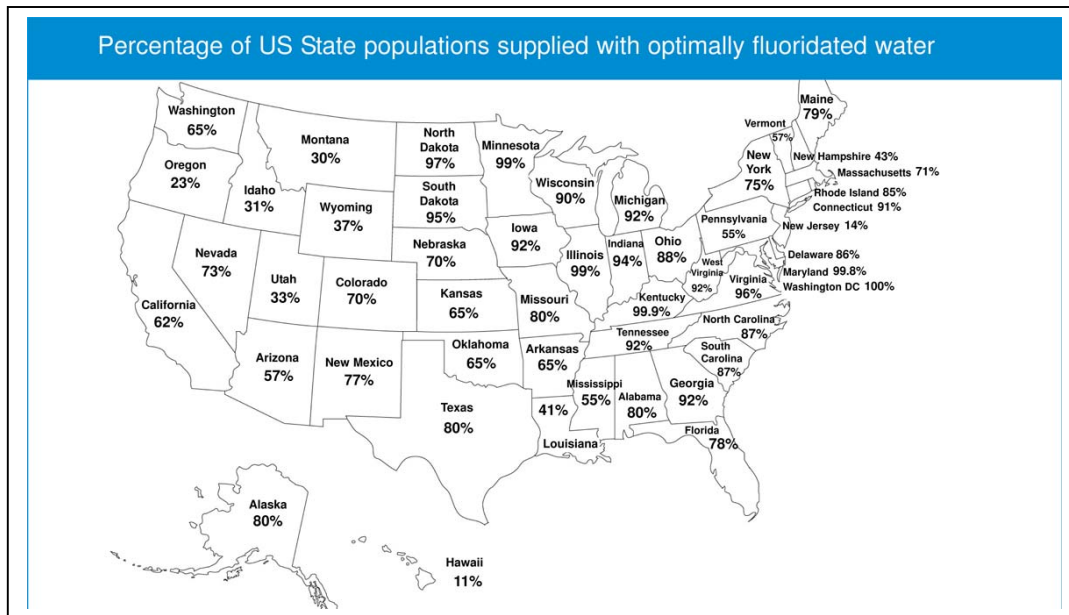 Percentage of US State populations supplied with optimally fluoridated water
Washington
65%
Oregon
23%
California
62%
Nevada
73%
Idaho
31%
Montana
30%
Wyoming
37%
Utah
33%
Arizona
57%
Colorado
70%
New Mexico
77%
North
Dakota
97%
South
Dakota
95%
Nebraska
70%
Kansas
65%
Oklahoma
65%
Texas
80%
Minnesota
99%
Iowa
92%
Missouri
80%
Arkansas
65%
41%
Louisiana
Wisconsin
90%
Illinois
99%
Michigan
92%
Indiana
94%
Ohio
88%
Kentucky
99.9%
Tennessee
92%
Mississippi
55%
Alabama
80%
Georgia
92%
Florida
78%
South
Carolina
87%
North Carolina
87%
Virginia
96%
West
Virginia
92%
Pennsylvania
55%
New
York
75%
Vermont
57%
Maine
79%
New Hampshire 43%
Massachusetts 71%
Rhode Island 85%
Connecticut 91%
New Jersey 14%
Delaware 86%
Maryland 99.8%
Washington DC 100%
Alaska
80%
Hawaii
11%